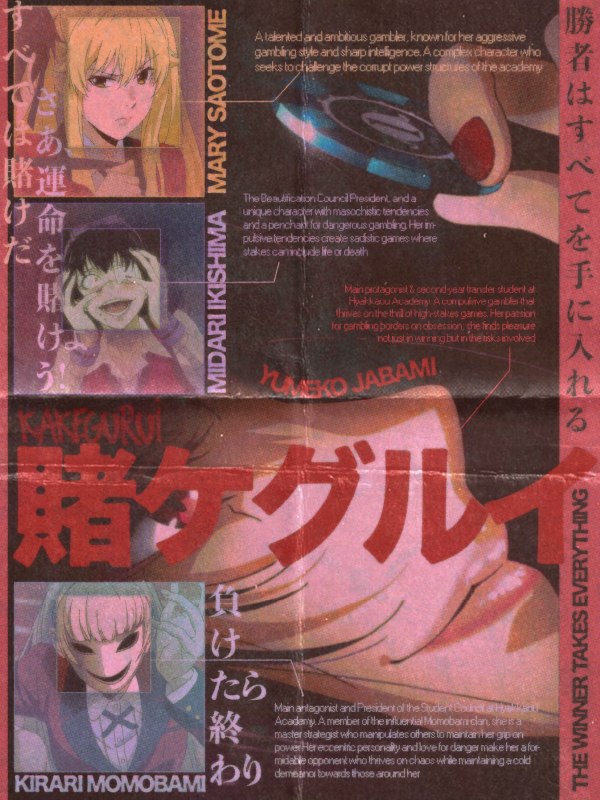 すべては賭けだ
さあ運命を賭けよう!
MARY SAOTOME
A talented and ambitious gambler, known for her aggressive
gambling style and sharp intelligence. A complex character who
seeks to challenge the corrupt power structures of the academy
勝者はすべてを手に入れる
MIDARI IKISHIMA
The Beautification Council President, and a
unique character with masochistic tendencies
and a penchant for dangerous gambling. Her im-
pulsive tendencies create sadistic games where
stakes can include life or death
Main protagonist & second-year transfer student at
Hyakkaou Academy. A compulsive gambler that
thrives on the thrill of high-stakes games. Her passion
for gambling borders on obsession, she finds pleasure
not just in winning but in the risks involved
YUMEKO JABAMI
KAKEGURUI
賭ケグルイ
THE WINNER TAKES EVERYTHING
負けたら終わり
KIRARI MOMOBAMI
Main antagonist and President of the Student Council at Hyakkaou
Academy. A member of the influential Momobami clan, she is a
master strategist who manipulates others to maintain her grip on
power. Her eccentric personality and love for danger make her a for-
midable opponent who thrives on chaos while maintaining a cold
demeanor towards those around her